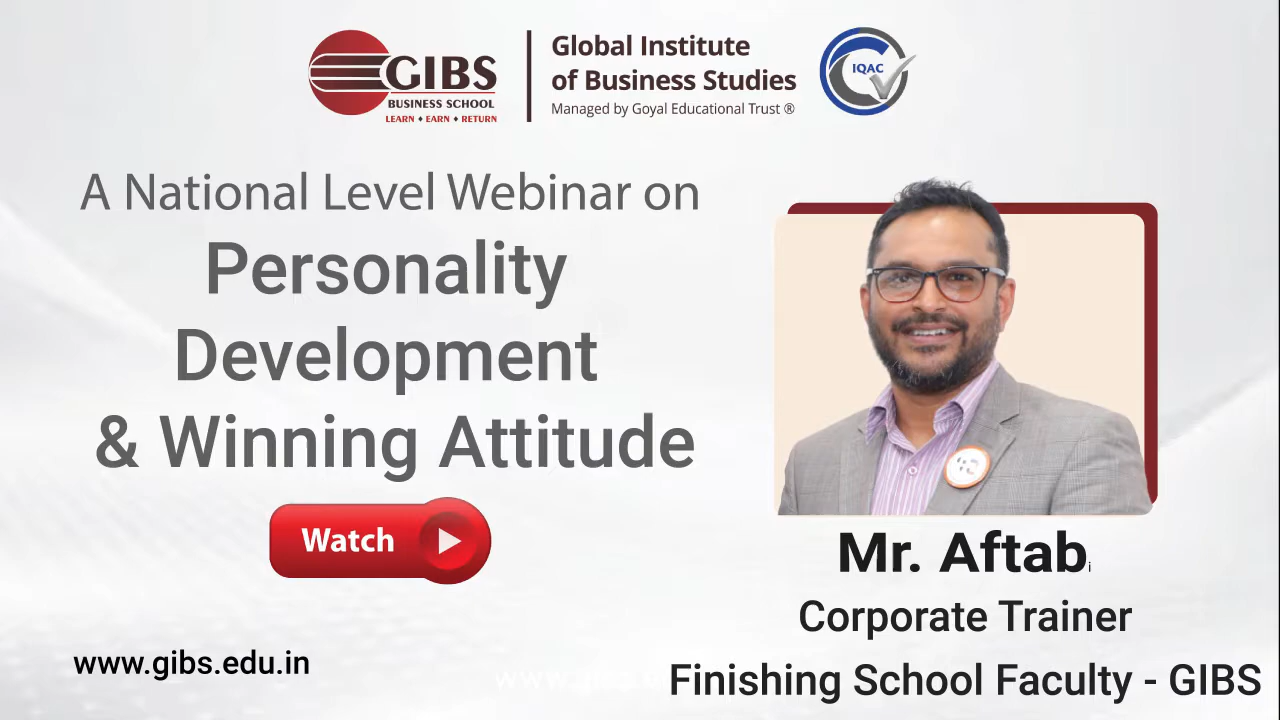 GIBS
BUSINESS SCHOOL
LEARN ♦ EARN ♦ RETURN
Global Institute
of Business Studies
Managed by Goyal Educational Trust ®
IQAC
A National Level Webinar on
Personality
Development
& Winning Attitude
Watch
Mr. Aftab
i
Corporate Trainer
Finishing School Faculty - GIBS
www.gibs.edu.in